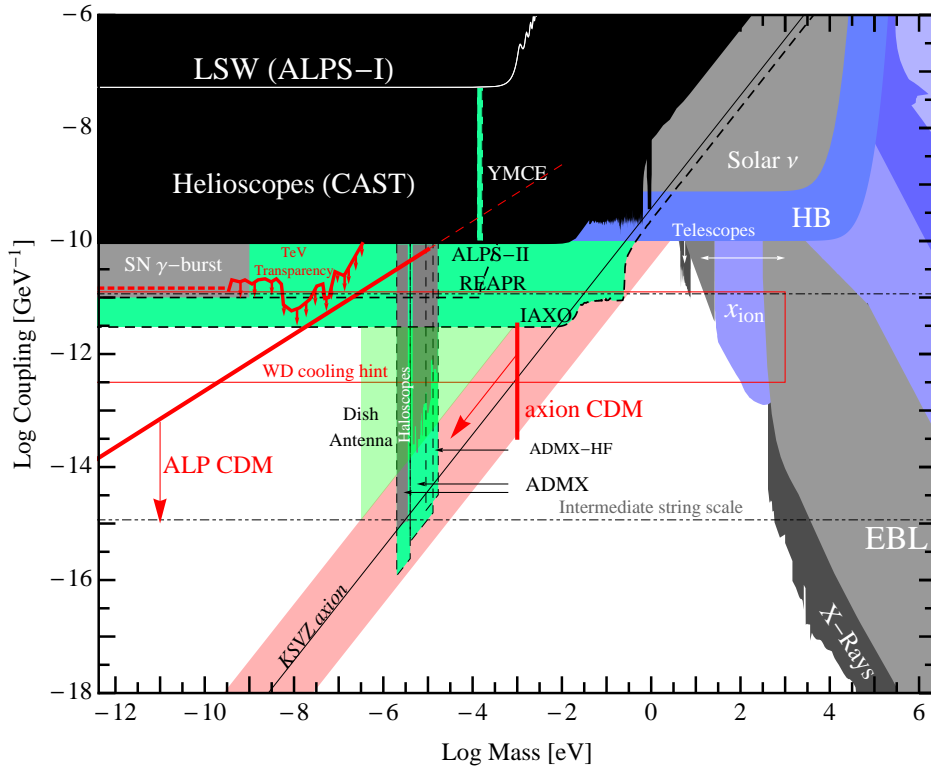 −6
−8
−10
−12
−14
−16
−18
Log Coupling [GeV⁻¹]
LSW (ALPS−I)
Helioscopes (CAST)
YMCE
Solar ν
HB
Telescopes
SN γ−burst
TeV
Transparency
ALPS−II
REAPR
IAXO
x_ion
WD cooling hint
Haloscopes
Dish
Antenna
axion CDM
ADMX−HF
ALP CDM
ADMX
Intermediate string scale
EBL
KSVZ axion
X−Rays
−12
−10
−8
−6
−4
−2
0
2
4
6
Log Mass [eV]